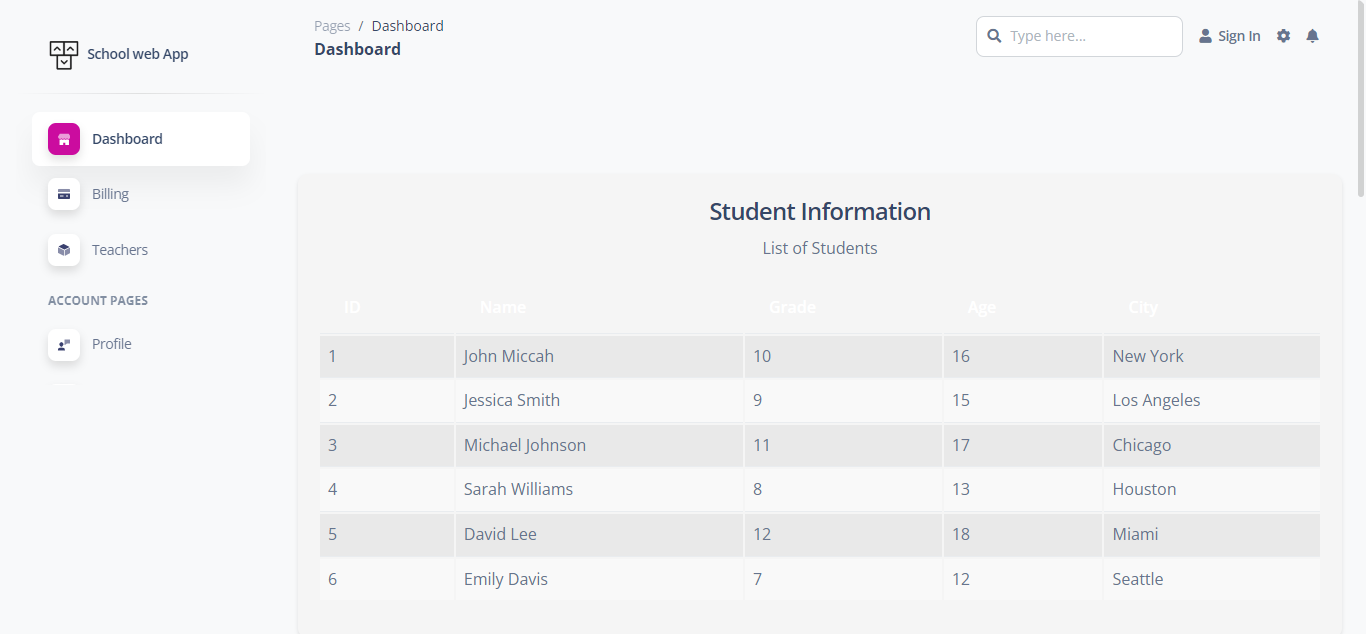 School web App
Dashboard
Billing
Teachers
ACCOUNT PAGES
Profile
Pages / Dashboard
Dashboard
Type here...
Sign In
Student Information
List of Students
ID Name Grade Age City
1 John Miccah 10 16 New York
2 Jessica Smith 9 15 Los Angeles
3 Michael Johnson 11 17 Chicago
4 Sarah Williams 8 13 Houston
5 David Lee 12 18 Miami
6 Emily Davis 7 12 Seattle